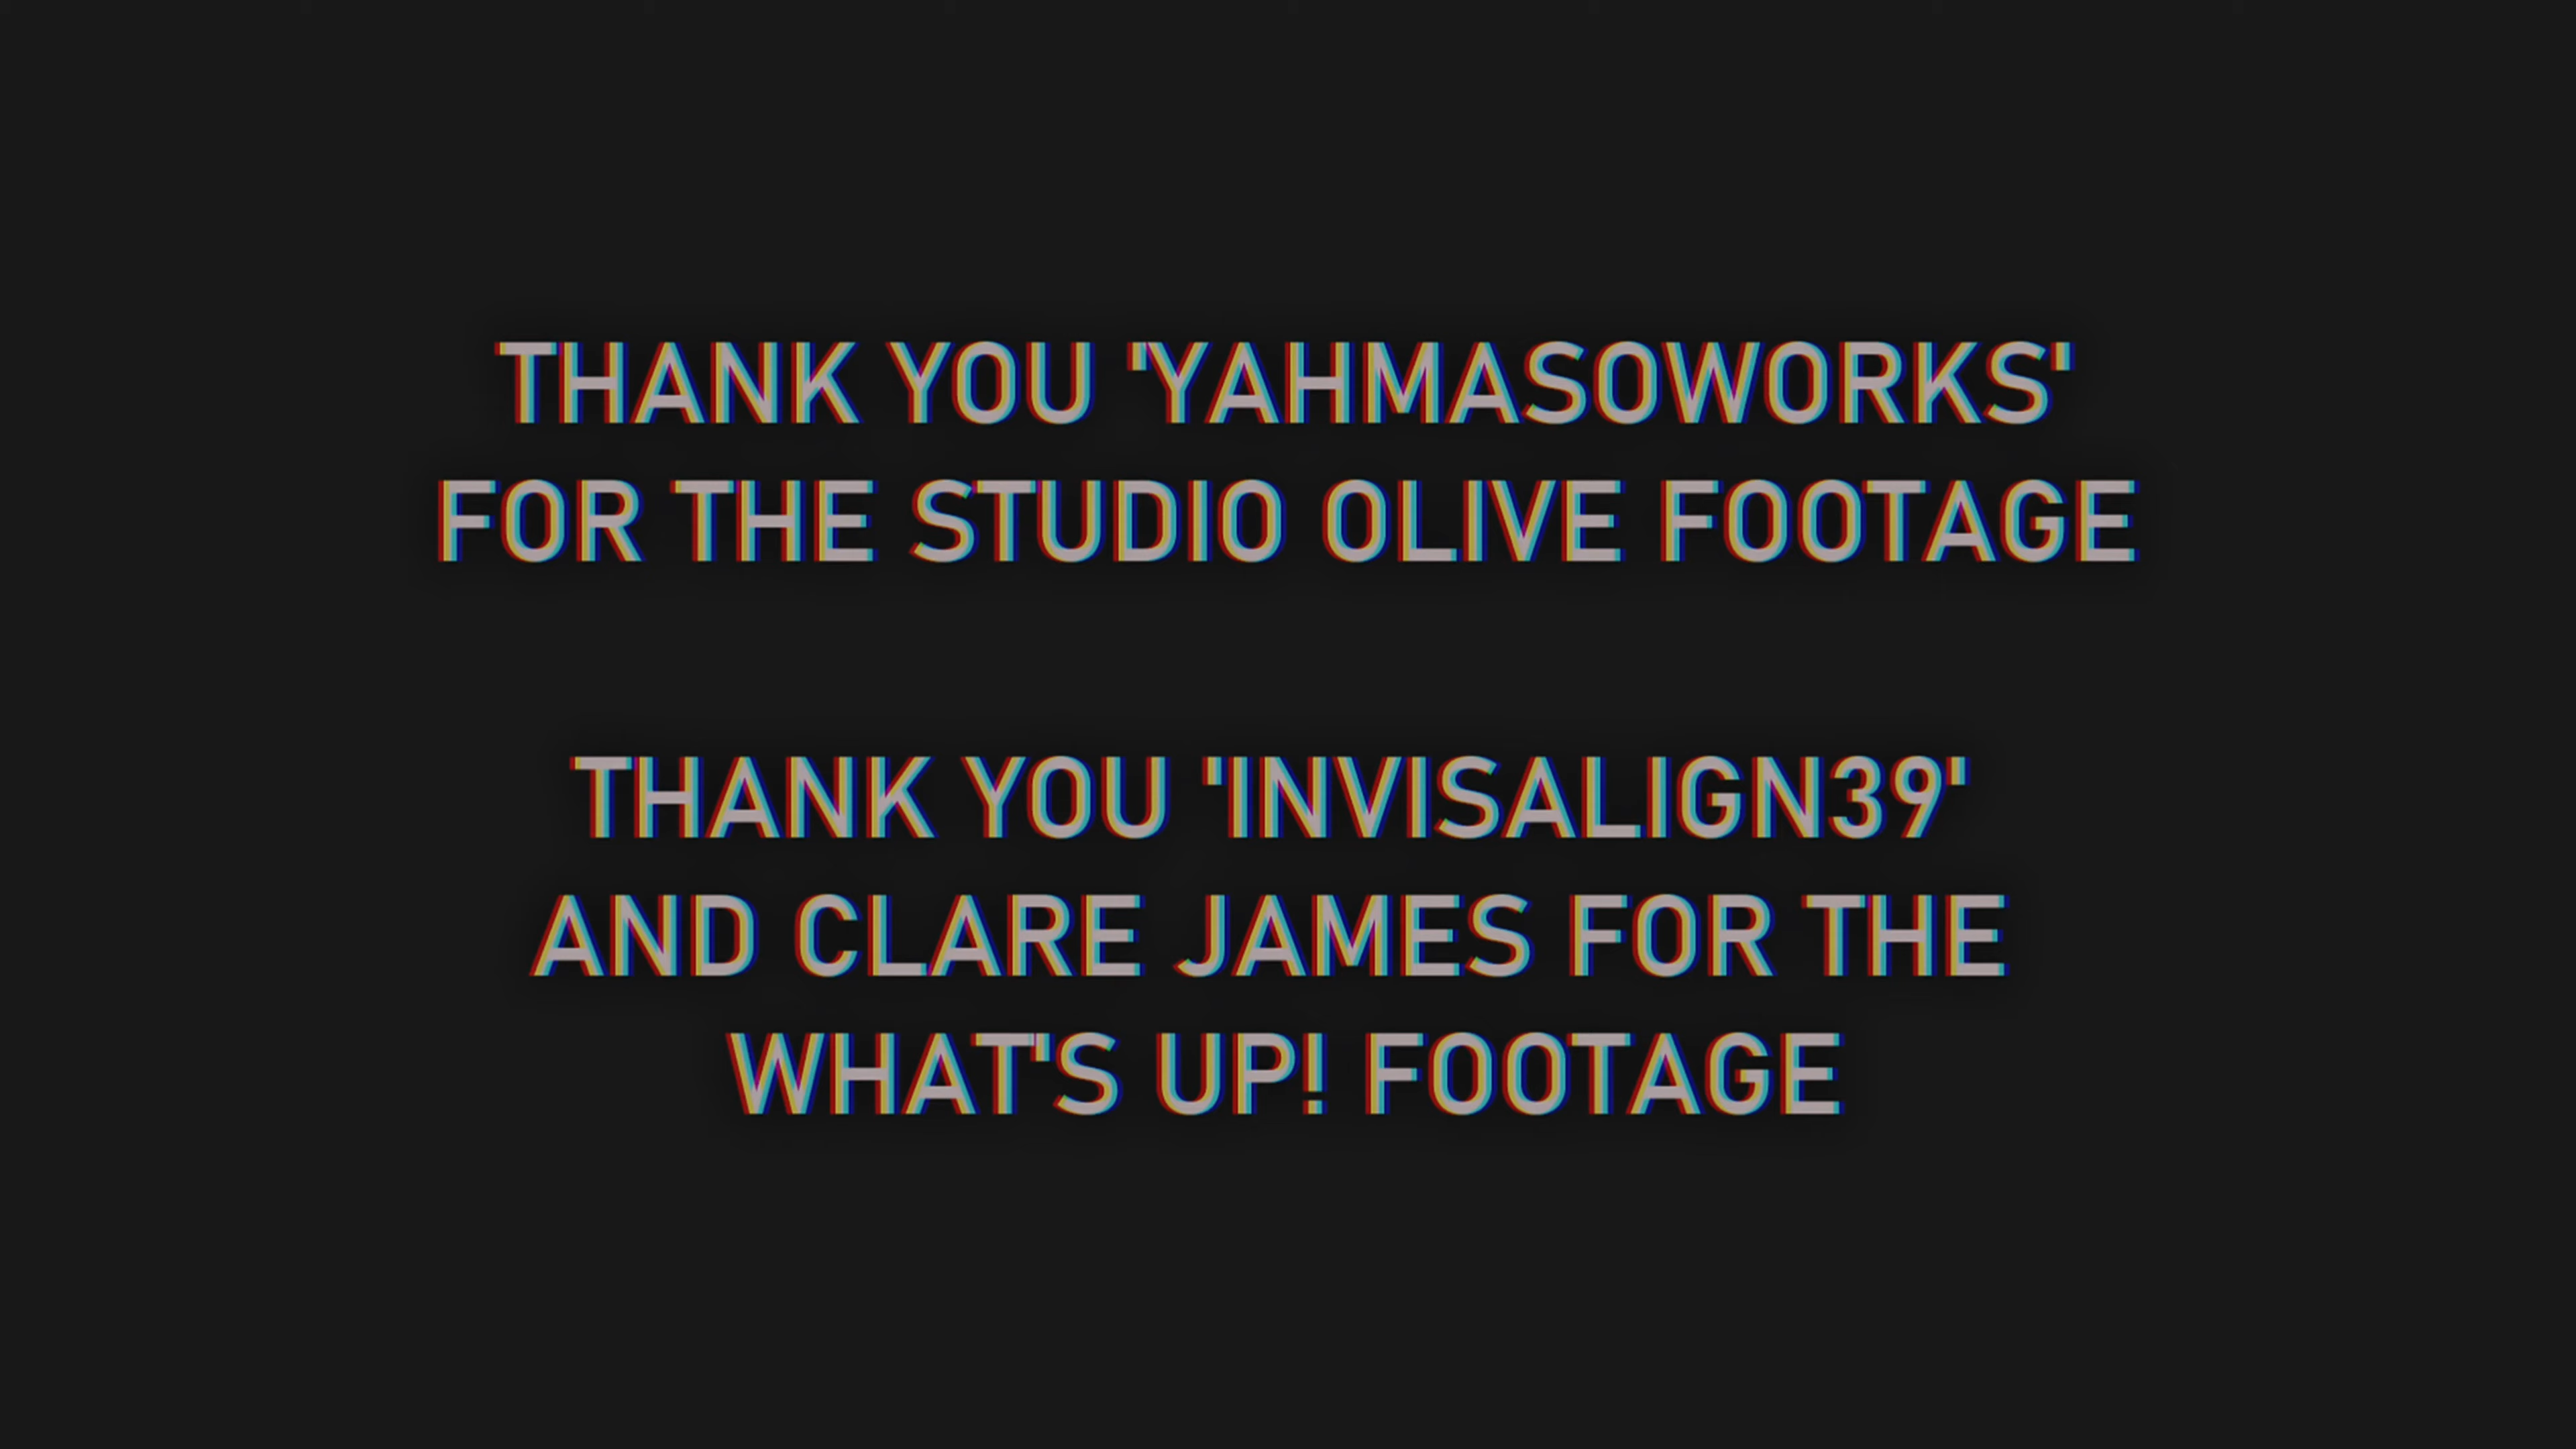 THANK YOU 'YAHMASOWORKS'
FOR THE STUDIO OLIVE FOOTAGE
THANK YOU 'INVISALIGN39'
AND CLARE JAMES FOR THE
WHAT'S UP! FOOTAGE